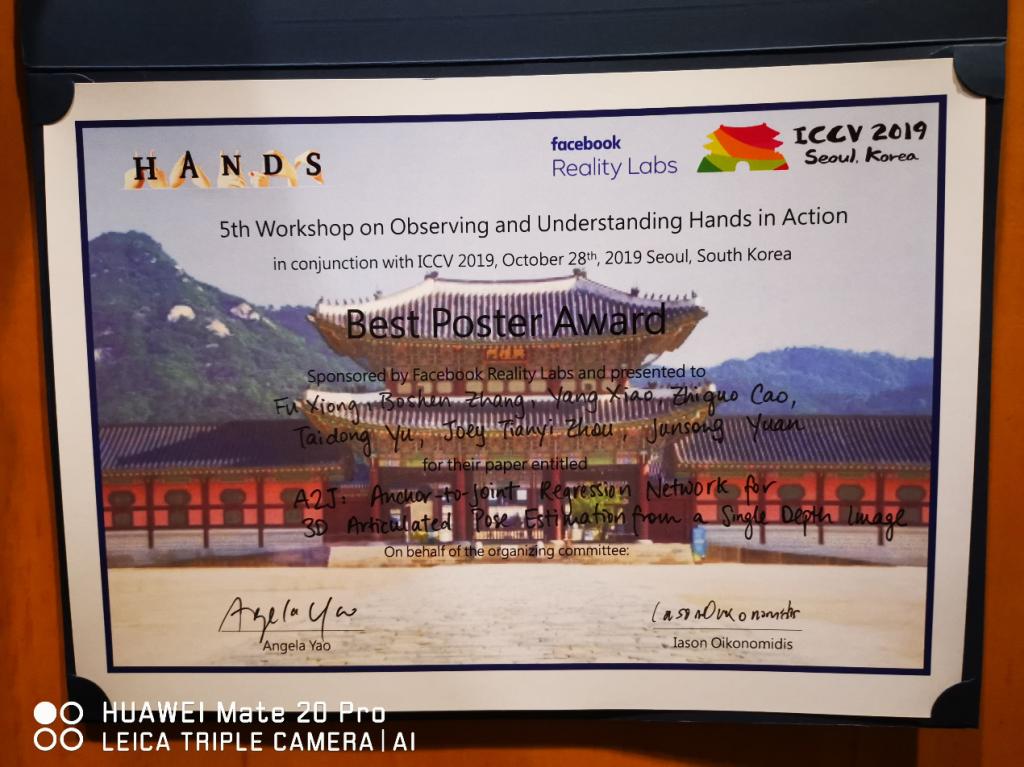 HANDS
facebook
Reality Labs
ICCV 2019
Seoul, Korea
5th Workshop on Observing and Understanding Hands in Action
in conjunction with ICCV 2019, October 28th, 2019 Seoul, South Korea
Best Poster Award
Sponsored by Facebook Reality Labs and presented to
Fu Xiong, Boshen Zhang, Yang Xiao, Zhiguo Cao,
Taidong Yu, Joey Tianyi Zhou, Junsong Yuan
for their paper entitled
A2J: Anchor-to-Joint Regression Network for
3D Articulated Pose Estimation from a Single Depth Image
On behalf of the organizing committee:
Angela Yao
Angela Yao
Iason Oikonomidis
Iason Oikonomidis
HUAWEI Mate 20 Pro
LEICA TRIPLE CAMERA | AI